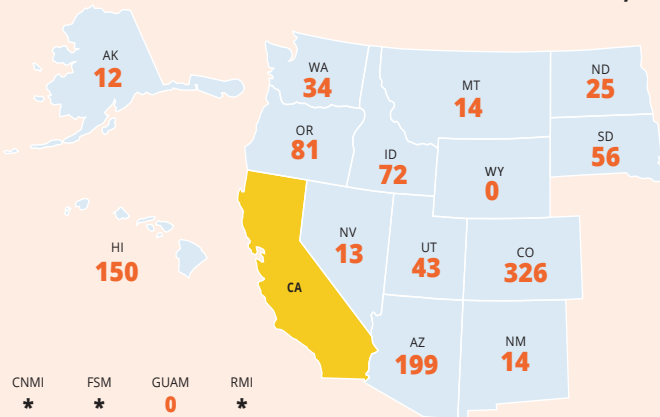 AK
12
WA
34
MT
14
ND
25
OR
81
ID
72
SD
56
WY
0
HI
150
NV
13
UT
43
CO
326
CA
AZ
199
NM
14
CNMI
*
FSM
*
GUAM
0
RMI
*